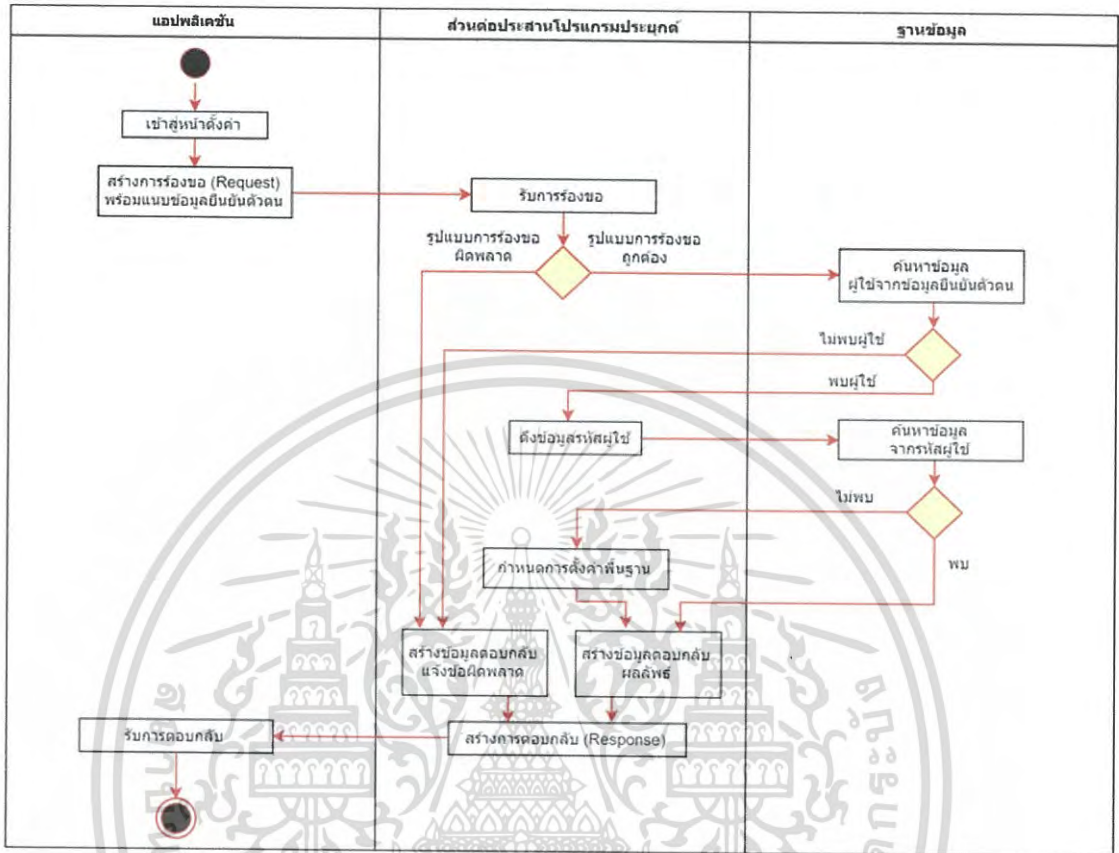 แอปพลิเคชัน
ส่วนต่อประสานโปรแกรมประยุกต์
ฐานข้อมูล
เข้าสู่หน้าตั้งค่า
สร้างการร้องขอ (Request)
พร้อมแนบข้อมูลยืนยันตัวตน
รับการร้องขอ
รูปแบบการร้องขอ
ผิดพลาด
รูปแบบการร้องขอ
ถูกต้อง
ค้นหาข้อมูล
ผู้ใช้จากข้อมูลยืนยันตัวตน
ไม่พบผู้ใช้
พบผู้ใช้
ดึงข้อมูลรหัสผู้ใช้
ค้นหาข้อมูล
จากรหัสผู้ใช้
ไม่พบ
พบ
กำหนดการตั้งค่าพื้นฐาน
สร้างข้อมูลตอบกลับ
แจ้งข้อผิดพลาด
สร้างข้อมูลตอบกลับ
ผลลัพธ์
รับการตอบกลับ
สร้างการตอบกลับ (Response)